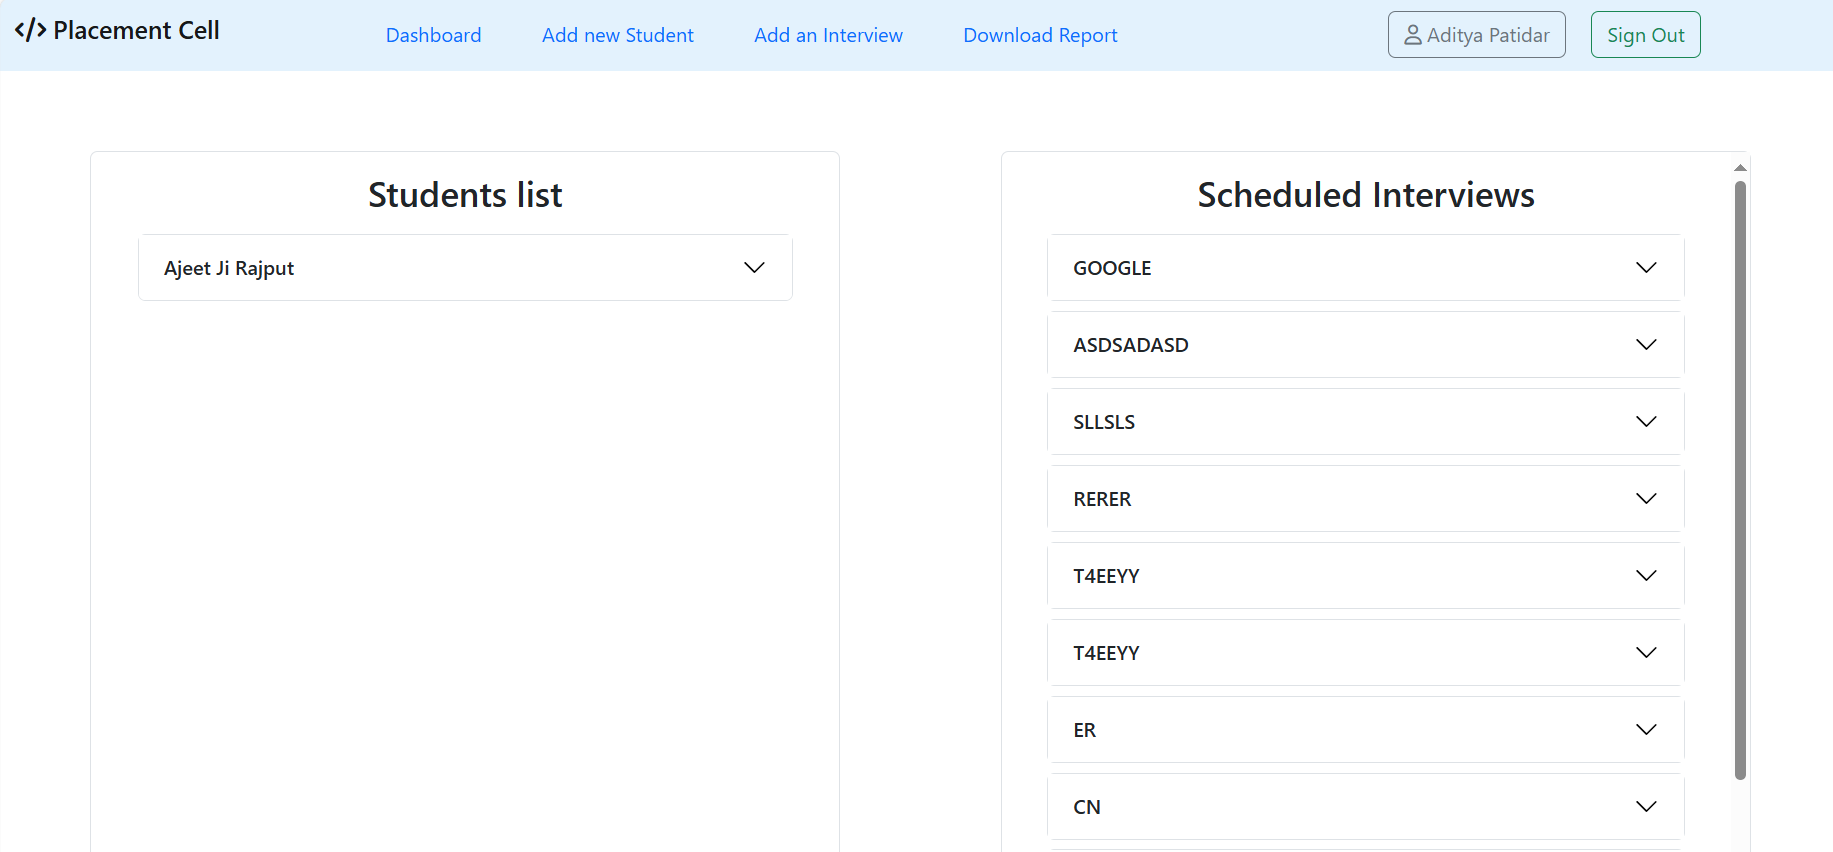 </> Placement Cell
Dashboard
Add new Student
Add an Interview
Download Report
Aditya Patidar
Sign Out
Students list
Ajeet Ji Rajput
Scheduled Interviews
GOOGLE
ASDSADASD
SLLSLS
RERER
T4EEYY
T4EEYY
ER
CN